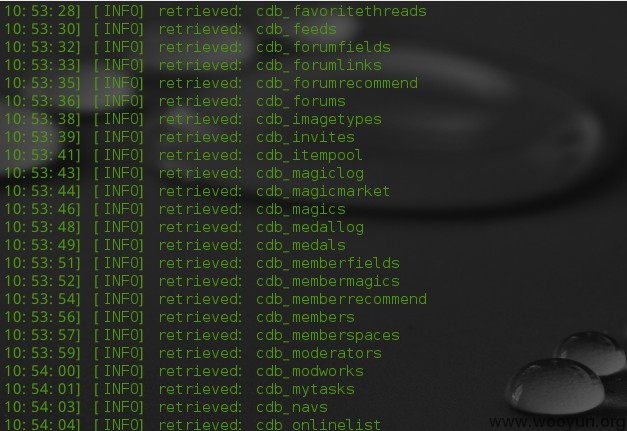 10:53:28] [INFO] retrieved: cdb_favoritethreads
10:53:30] [INFO] retrieved: cdb_feeds
10:53:32] [INFO] retrieved: cdb_forumfields
10:53:33] [INFO] retrieved: cdb_forumlinks
10:53:35] [INFO] retrieved: cdb_forumrecommend
10:53:36] [INFO] retrieved: cdb_forums
10:53:38] [INFO] retrieved: cdb_imagetypes
10:53:39] [INFO] retrieved: cdb_invites
10:53:41] [INFO] retrieved: cdb_itempool
10:53:43] [INFO] retrieved: cdb_magiclog
10:53:44] [INFO] retrieved: cdb_magicmarket
10:53:46] [INFO] retrieved: cdb_magics
10:53:48] [INFO] retrieved: cdb_medallog
10:53:49] [INFO] retrieved: cdb_medals
10:53:51] [INFO] retrieved: cdb_memberfields
10:53:52] [INFO] retrieved: cdb_membermagics
10:53:54] [INFO] retrieved: cdb_memberrecommend
10:53:56] [INFO] retrieved: cdb_members
10:53:57] [INFO] retrieved: cdb_memberspaces
10:53:59] [INFO] retrieved: cdb_moderators
10:54:00] [INFO] retrieved: cdb_modworks
10:54:01] [INFO] retrieved: cdb_mytasks
10:54:03] [INFO] retrieved: cdb_navs
10:54:04] [INFO] retrieved: cdb_onlinelist
www.wooyun.org